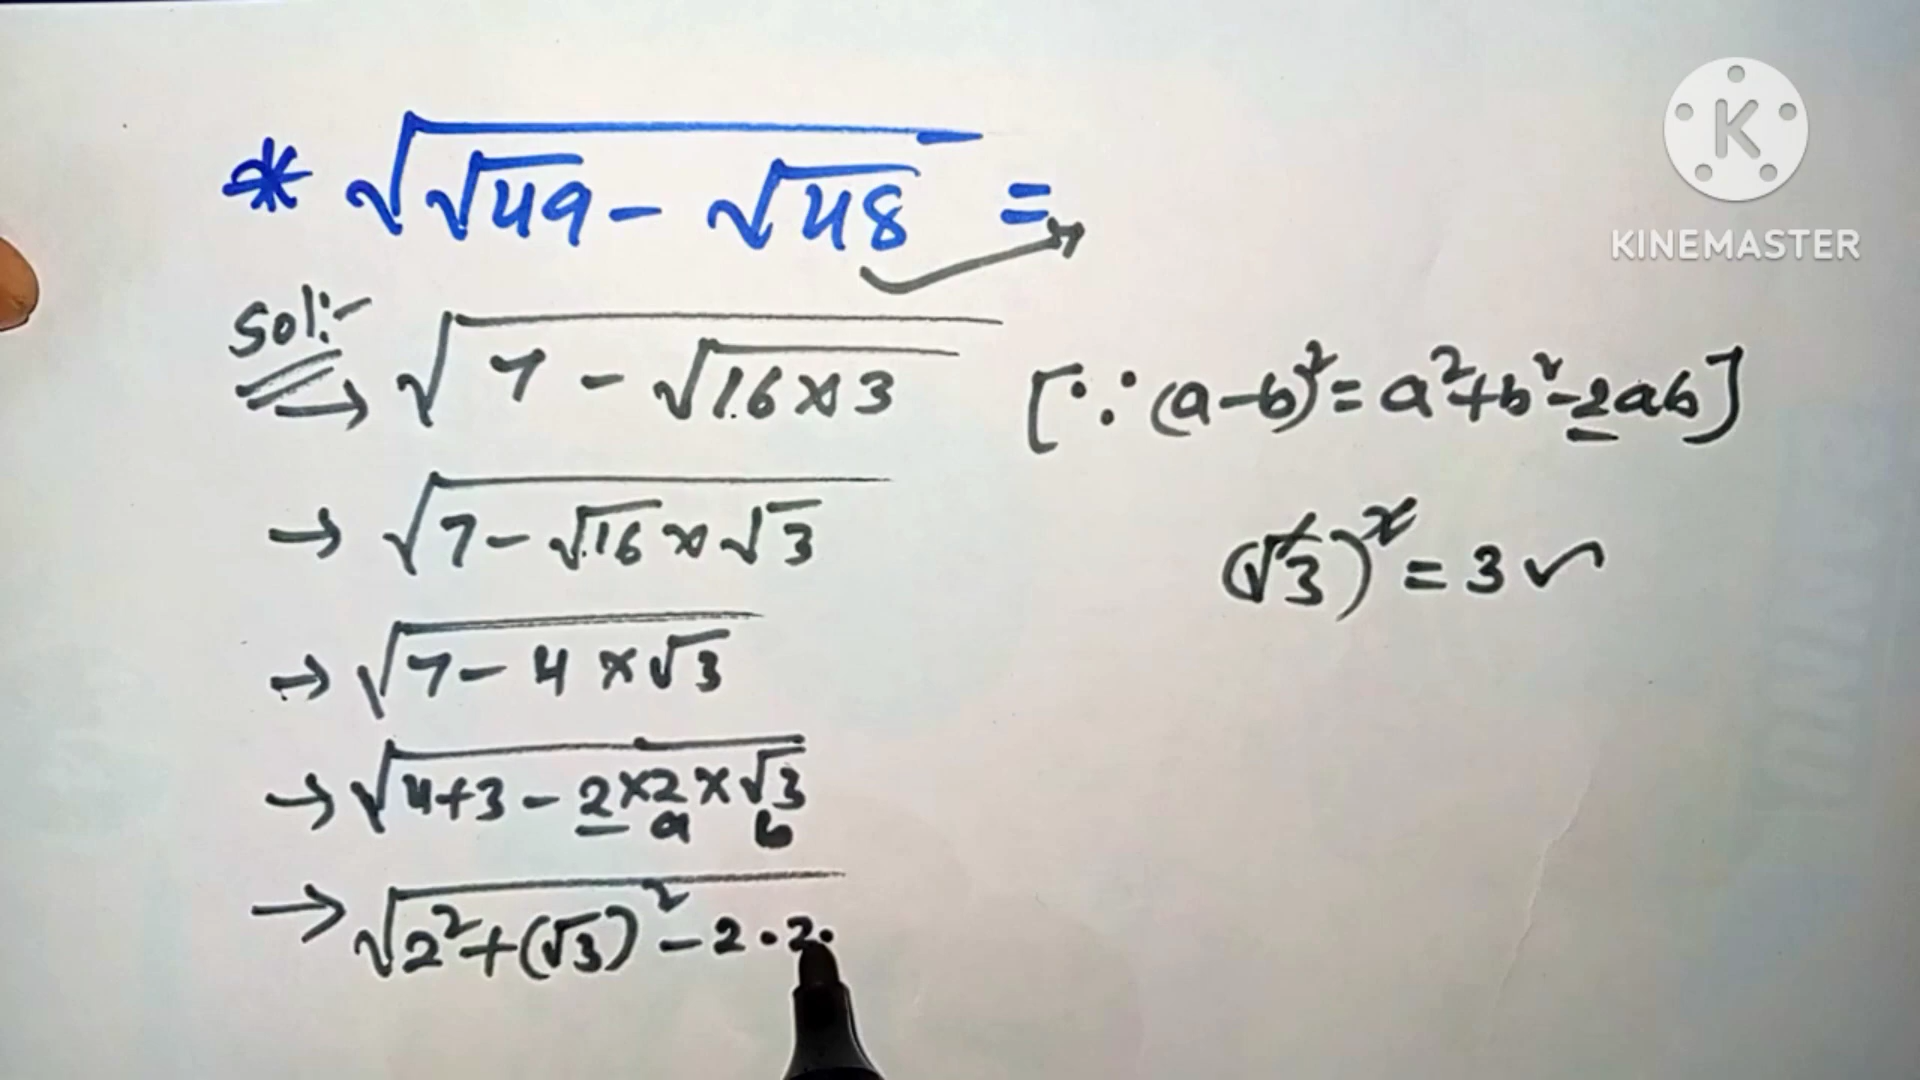 * √(√49 - √48) =
Sol:-
→ √(7 - √(16×3)) [∵ (a-b)² = a²+b²-2ab]
→ √(7 - √16 × √3)
(√3)² = 3 ✓
→ √(7 - 4 × √3)
→ √(4+3 - 2×2×√3)
a b
→ √(2²+(√3)² - 2·2·
K
KINEMASTER